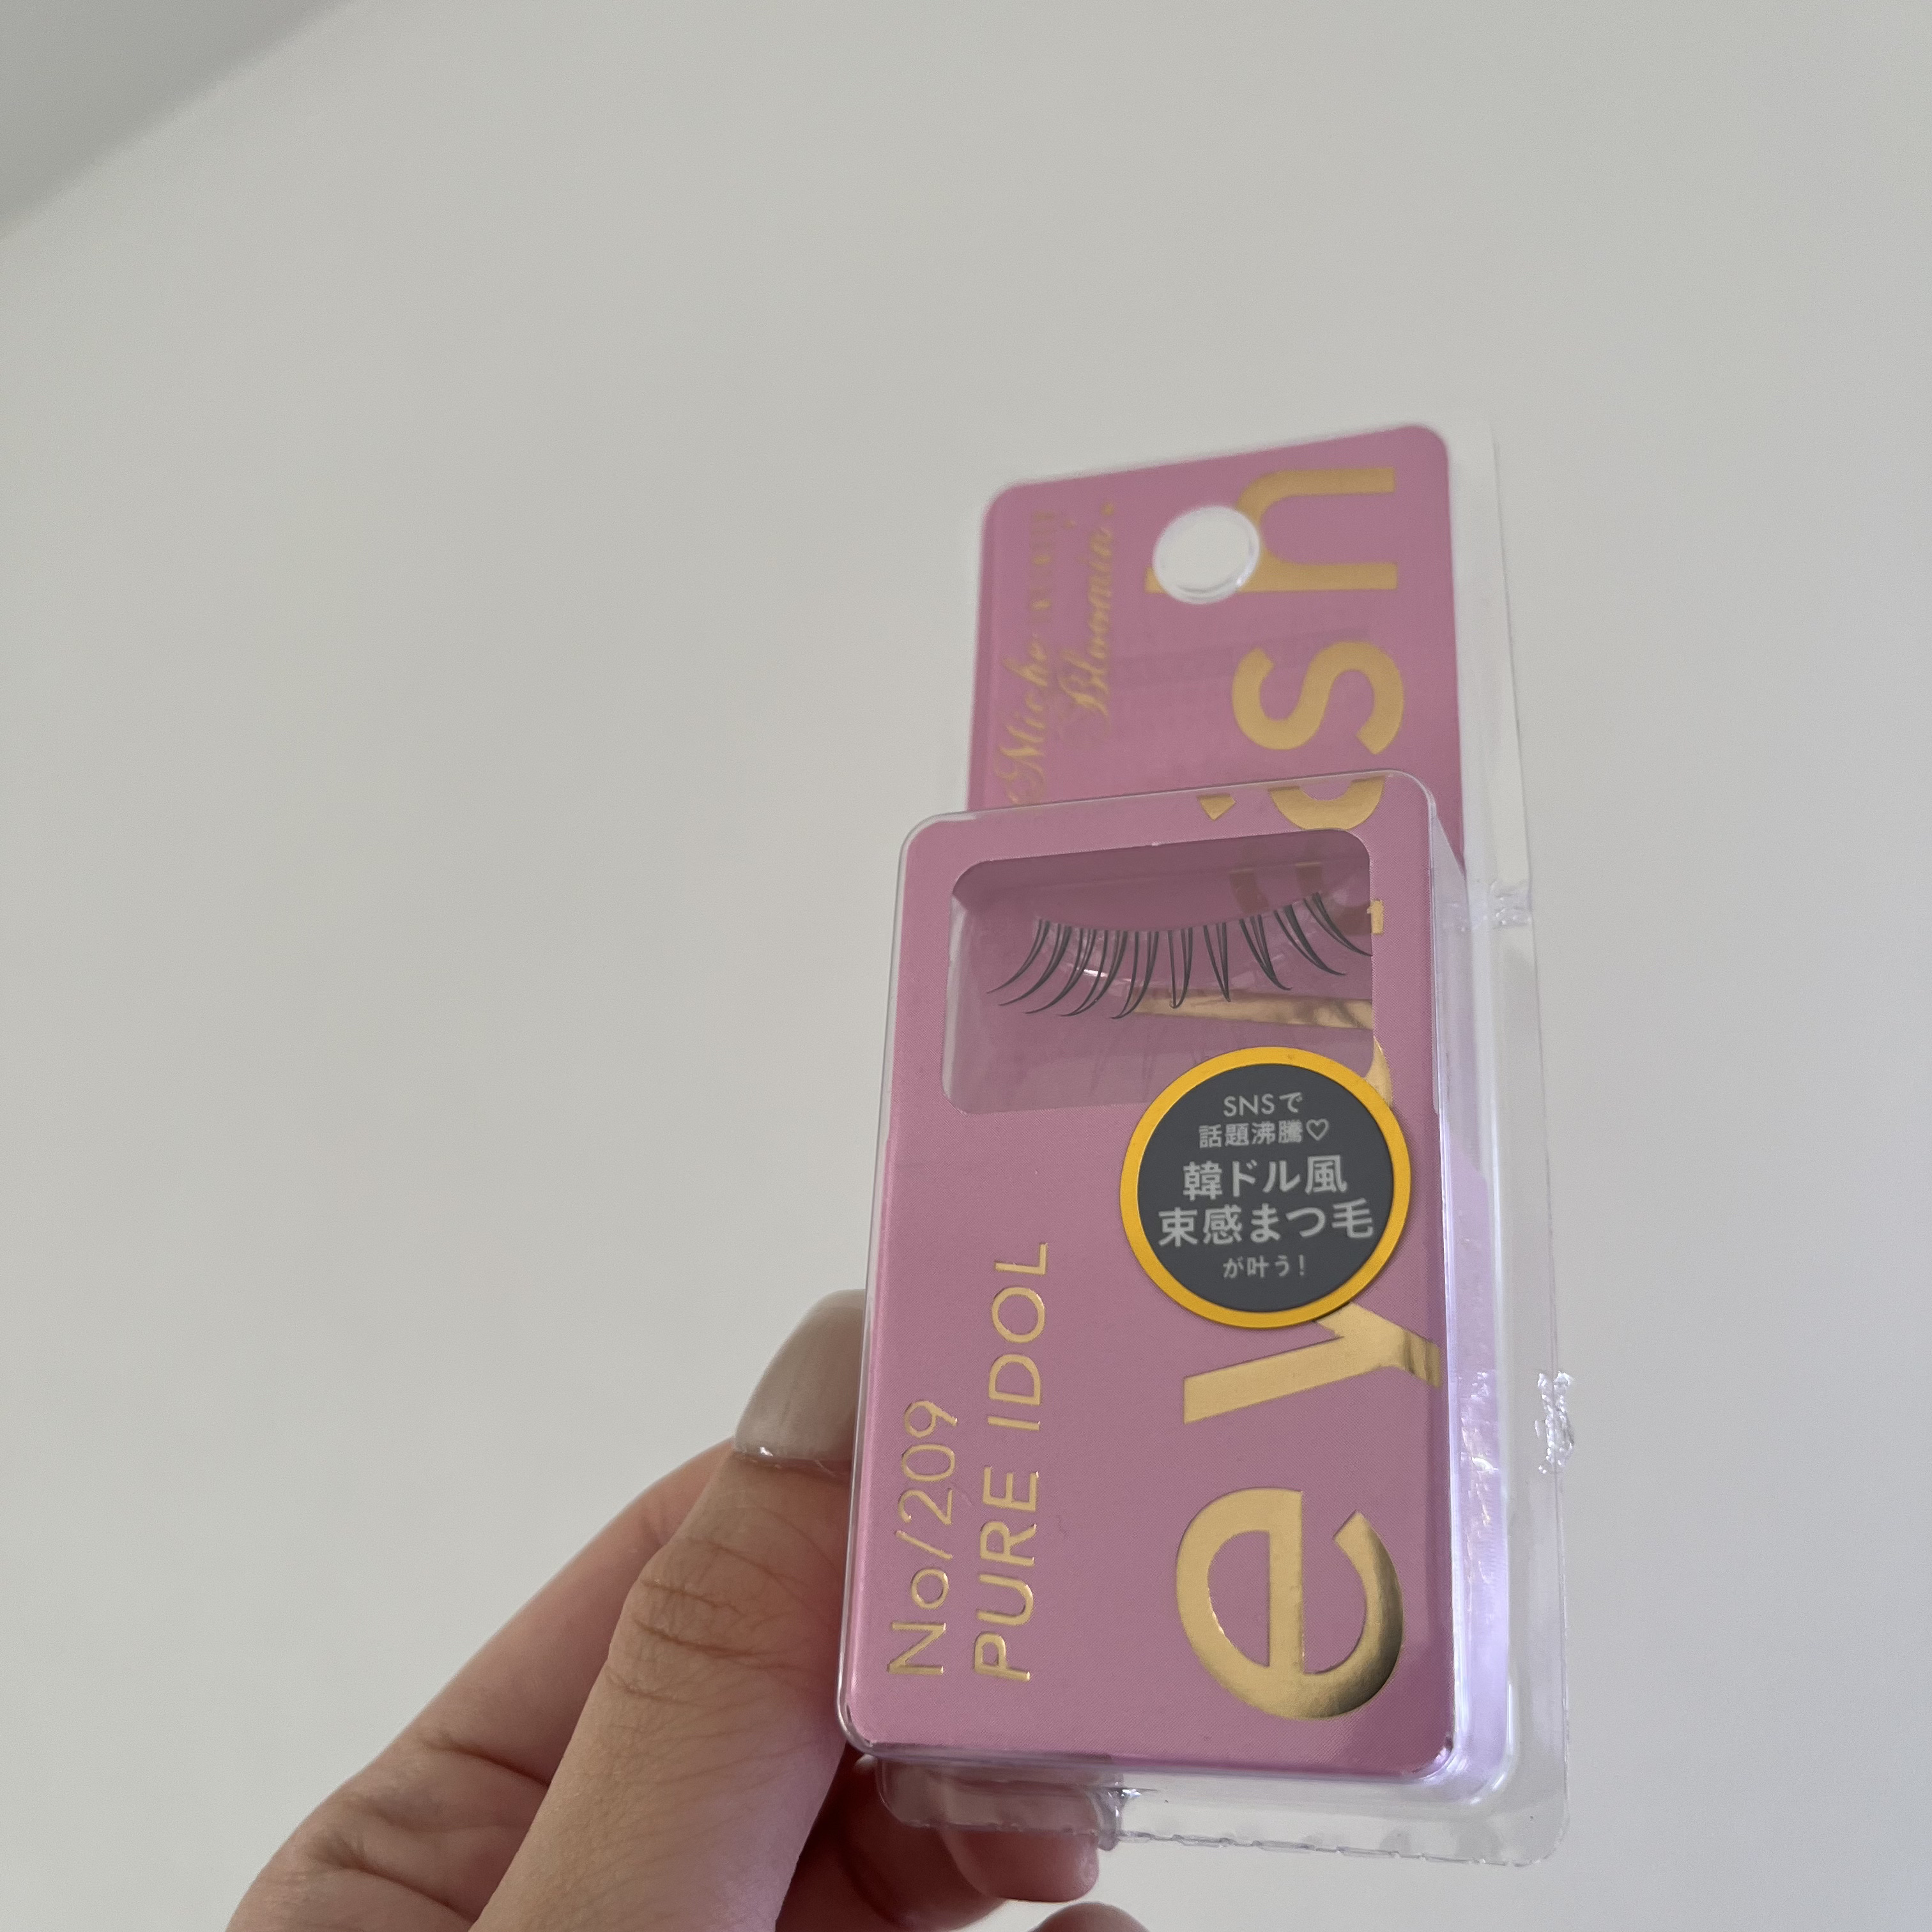 Miche
Bloomin'
eyelash
No/209
PURE IDOL
SNSで
話題沸騰♡
韓ドル風
束感まつ毛
が叶う!